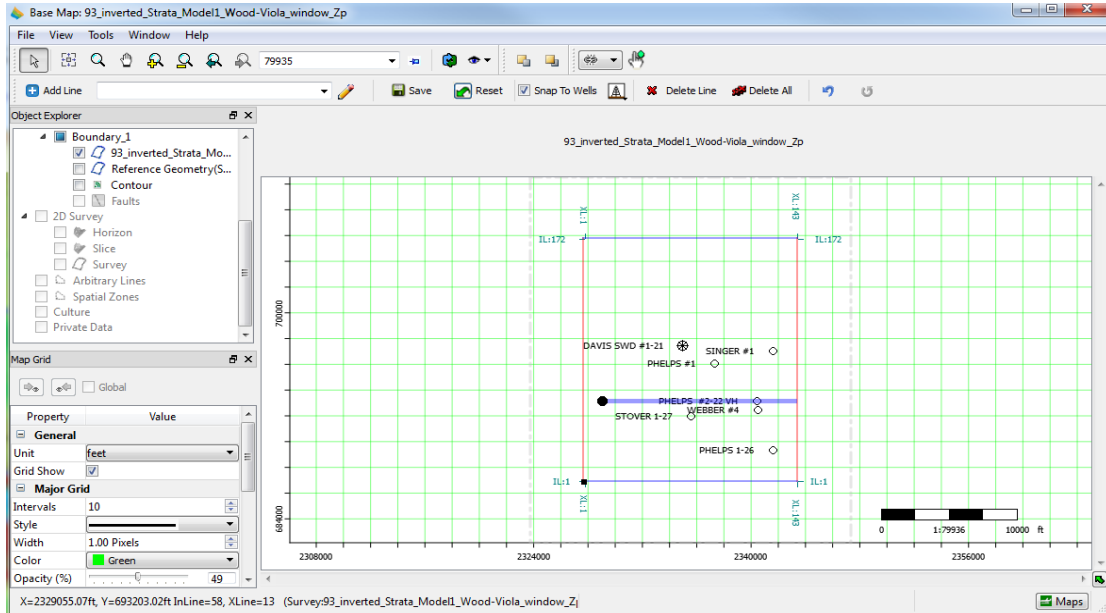 Base Map: 93_inverted_Strata_Model1_Wood-Viola_window_Zp
File View Tools Window Help
79935
Add Line Save Reset Snap To Wells Delete Line Delete All
Object Explorer
Boundary_1
93_inverted_Strata_Mo...
Reference Geometry(S...
Contour
Faults
2D Survey
Horizon
Slice
Survey
Arbitrary Lines
Spatial Zones
Culture
Private Data
Map Grid
Global
Property Value
General
Unit feet
Grid Show
Major Grid
Intervals 10
Style
Width 1.00 Pixels
Color Green
Opacity (%) 49
93_inverted_Strata_Model1_Wood-Viola_window_Zp
XL:1 XL:143
IL:172 IL:172
700000
DAVIS SWD #1-21
SINGER #1
PHELPS #1
PHELPS #2-22 VH
WEBBER #4
STOVER 1-27
PHELPS 1-26
IL:1 IL:1
XL:1 XL:143
684000
0 1:79936 10000 ft
2308000 2324000 2340000 2356000
X=2329055.07ft, Y=693203.02ft InLine=58, XLine=13 (Survey:93_inverted_Strata_Model1_Wood-Viola_window_Z
Maps